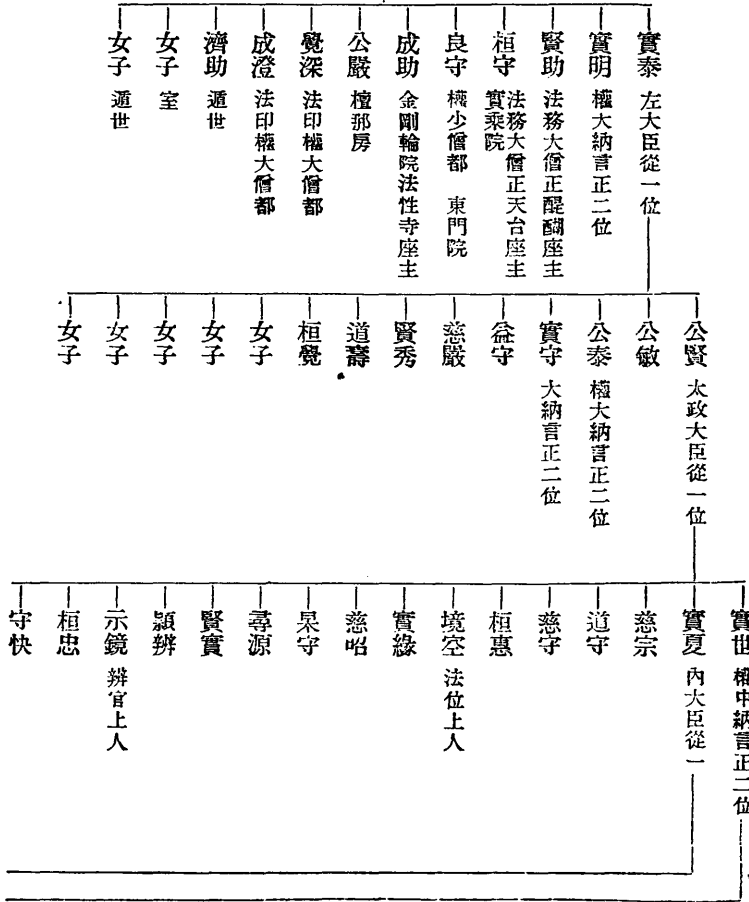 實泰 左大臣從一位
實明 權大納言正二位
賢助 法務大僧正醍醐座主
桓守 法務大僧正天台座主 實乘院
良守 權少僧都 東門院
成助 金剛輪院法性寺座主
公嚴 檀那房
覺深 法印權大僧都
成澄 法印權大僧都
濟助 遁世
女子 室
女子 遁世
公賢 太政大臣從一位
公敏
公泰 權大納言正二位
實守 大納言正二位
益守
慈嚴
賢秀
道壽
桓覺
女子
女子
女子
女子
女子
實世 權中納言正二位
實夏 內大臣從一
慈宗
道守
慈守
桓惠
境空 法位上人
實緣
慈昭
杲守
尋源
賢實
顯辨
示鏡 辨官上人
桓忠
守快